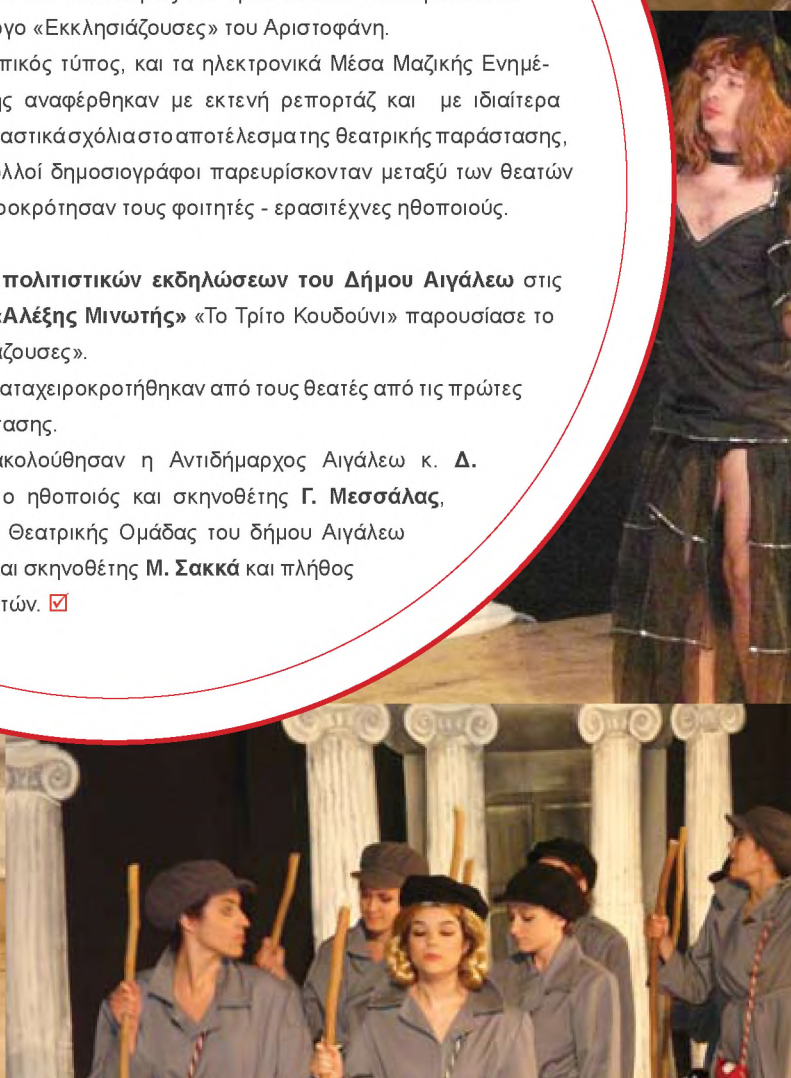 ργο «Εκκλησιάζουσες» του Αριστοφάνη.
πικός τύπος, και τα ηλεκτρονικά Μέσα Μαζικής Ενημέ-
ης αναφέρθηκαν με εκτενή ρεπορτάζ και με ιδιαίτερα
αστικά σχόλια στο αποτέλεσμα της θεατρικής παράστασης,
λλοί δημοσιογράφοι παρευρίσκονταν μεταξύ των θεατών
ροκρότησαν τους φοιτητές - ερασιτέχνες ηθοποιούς.
πολιτιστικών εκδηλώσεων του Δήμου Αιγάλεω στις
«Αλέξης Μινωτής» «Το Τρίτο Κουδούνι» παρουσίασε το
άζουσες».
αταχειροκροτήθηκαν από τους θεατές από τις πρώτες
τασης.
ακολούθησαν η Αντιδήμαρχος Αιγάλεω κ. Δ.
ο ηθοποιός και σκηνοθέτης Γ. Μεσσάλας,
Θεατρικής Ομάδας του δήμου Αιγάλεω
αι σκηνοθέτης Μ. Σακκά και πλήθος
τών. ☑